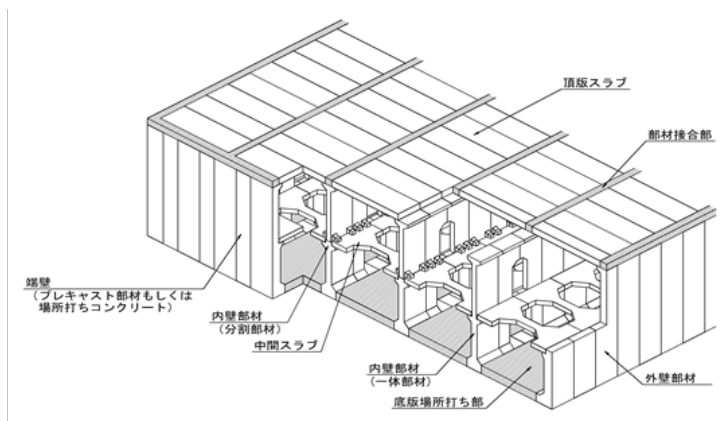 頂版スラブ
部材接合部
端壁
(プレキャスト部材もしくは
場所打ちコンクリート)
内壁部材
(分割部材)
中間スラブ
内壁部材
(一体部材)
底版場所打ち部
外壁部材